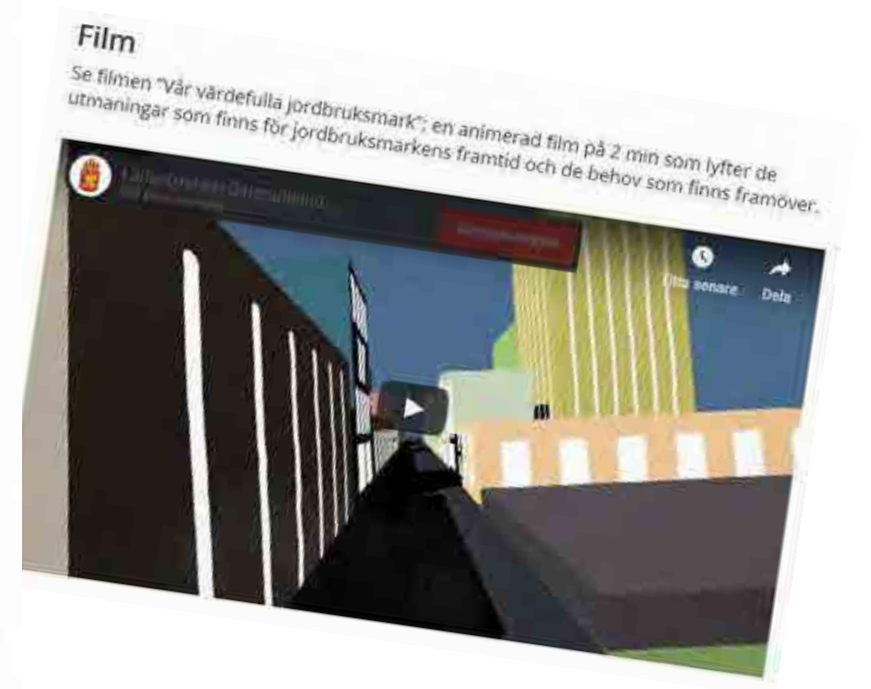 Film
Se filmen "Vår värdefulla jordbruksmark"; en animerad film på 2 min som lyfter de
utmaningar som finns för jordbruksmarkens framtid och de behov som finns framöver.
senare
Dela